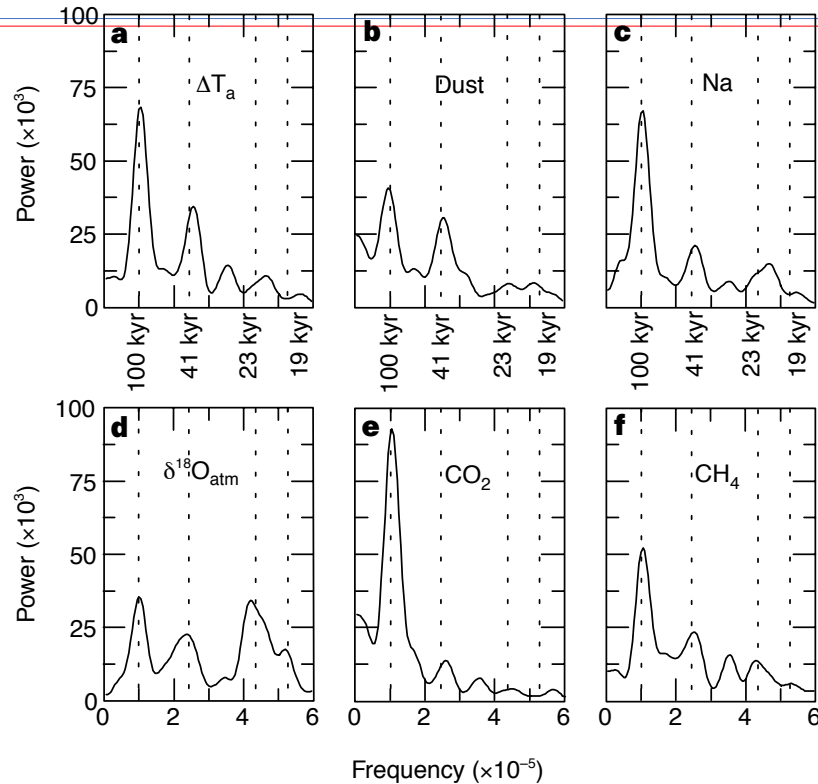 100
a
b
c
ΔTa
Dust
Na
75
50
25
0
Power (×10³)
100 kyr
41 kyr
23 kyr
19 kyr
100 kyr
41 kyr
23 kyr
19 kyr
100 kyr
41 kyr
23 kyr
19 kyr
100
d
e
f
δ¹⁸Oatm
CO₂
CH₄
75
50
25
0
Power (×10³)
0 2 4 6
0 2 4 6
0 2 4 6
Frequency (×10⁻⁵)